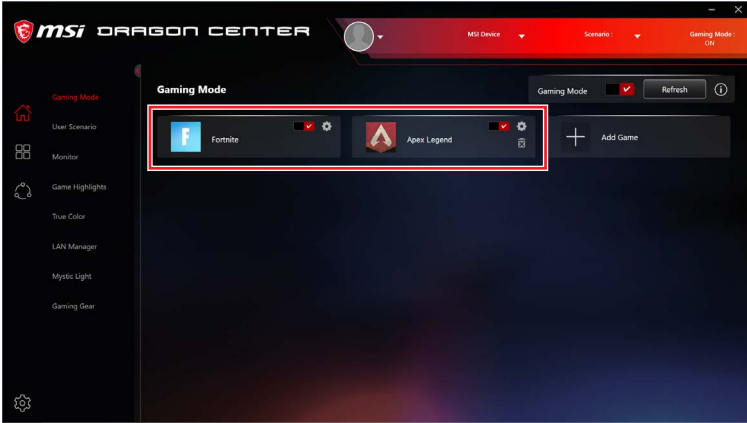 msi DRAGON CENTER
MSI Device
Scenario :
Gaming Mode :
ON
Gaming Mode
User Scenario
Monitor
Game Highlights
True Color
LAN Manager
Mystic Light
Gaming Gear
Gaming Mode
Gaming Mode
Refresh
Fortnite
Apex Legend
Add Game